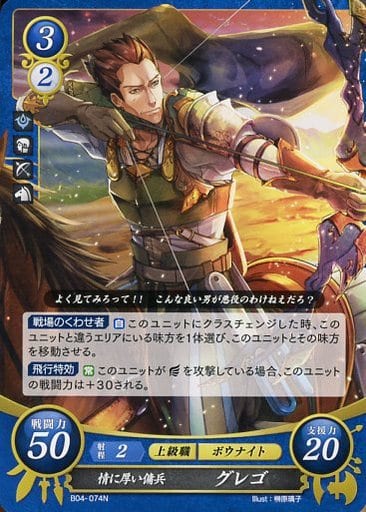 3
2
よく見てみろって!! こんな良い男が悪役のわけねえだろ?
戦場のくわせ者 自 このユニットにクラスチェンジした時、この
ユニットと違うエリアにいる味方を1体選び、このユニットとその味方
を移動させる。
飛行特効 常 このユニットが を攻撃している場合、このユニット
の戦闘力は+30される。
戦闘力
50
射程 2 上級職 ボウナイト
支援力
20
情に厚い傭兵 グレゴ
B04-074N Illust:榊原瑞子